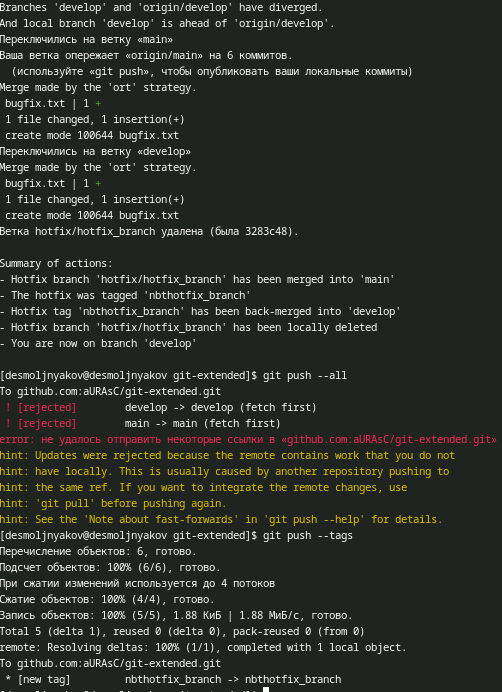 Branches 'develop' and 'origin/develop' have diverged.
And local branch 'develop' is ahead of 'origin/develop'.
Переключились на ветку «main»
Ваша ветка опережает «origin/main» на 6 коммитов.
  (используйте «git push», чтобы опубликовать ваши локальные коммиты)
Merge made by the 'ort' strategy.
 bugfix.txt | 1 +
 1 file changed, 1 insertion(+)
 create mode 100644 bugfix.txt
Переключились на ветку «develop»
Merge made by the 'ort' strategy.
 bugfix.txt | 1 +
 1 file changed, 1 insertion(+)
 create mode 100644 bugfix.txt
Ветка hotfix/hotfix_branch удалена (была 3283c48).

Summary of actions:
- Hotfix branch 'hotfix/hotfix_branch' has been merged into 'main'
- The hotfix was tagged 'nbthotfix_branch'
- Hotfix tag 'nbthotfix_branch' has been back-merged into 'develop'
- Hotfix branch 'hotfix/hotfix_branch' has been locally deleted
- You are now on branch 'develop'

[desmoljnyakov@desmoljnyakov git-extended]$ git push --all
To github.com:aURAsC/git-extended.git
 ! [rejected]        develop -> develop (fetch first)
 ! [rejected]        main -> main (fetch first)
error: не удалось отправить некоторые ссылки в «github.com:aURAsC/git-extended.git»
hint: Updates were rejected because the remote contains work that you do not
hint: have locally. This is usually caused by another repository pushing to
hint: the same ref. If you want to integrate the remote changes, use
hint: 'git pull' before pushing again.
hint: See the 'Note about fast-forwards' in 'git push --help' for details.
[desmoljnyakov@desmoljnyakov git-extended]$ git push --tags
Перечисление объектов: 6, готово.
Подсчет объектов: 100% (6/6), готово.
При сжатии изменений используется до 4 потоков
Сжатие объектов: 100% (4/4), готово.
Запись объектов: 100% (5/5), 1.88 КиБ | 1.88 МиБ/с, готово.
Total 5 (delta 1), reused 0 (delta 0), pack-reused 0 (from 0)
remote: Resolving deltas: 100% (1/1), completed with 1 local object.
To github.com:aURAsC/git-extended.git
 * [new tag]         nbthotfix_branch -> nbthotfix_branch